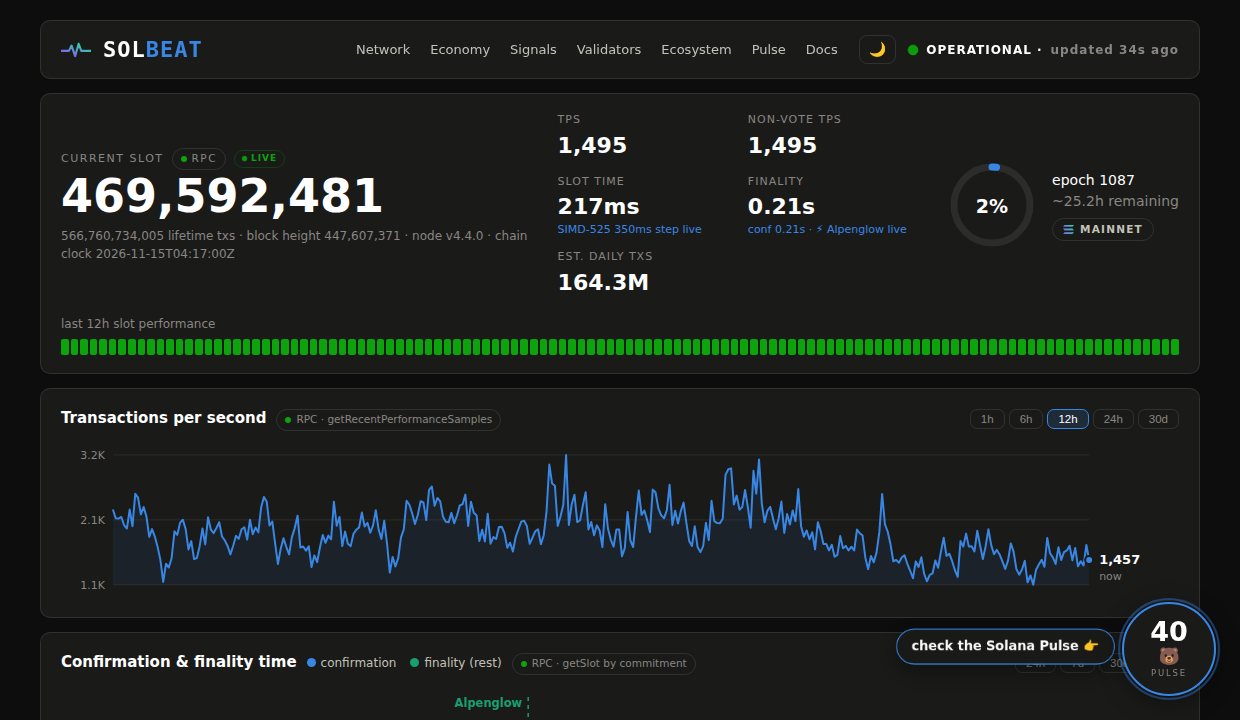 SOLBEAT
Network Economy Signals Validators Ecosystem Pulse Docs 🌙 OPERATIONAL · updated 34s ago
CURRENT SLOT RPC LIVE
469,592,481
566,760,734,005 lifetime txs · block height 447,607,371 · node v4.4.0 · chain
clock 2026-11-15T04:17:00Z
TPS
1,495
NON-VOTE TPS
1,495
SLOT TIME
217ms
SIMD-525 350ms step live
FINALITY
0.21s
conf 0.21s · ⚡ Alpenglow live
EST. DAILY TXS
164.3M
2%
epoch 1087
~25.2h remaining
MAINNET
last 12h slot performance
Transactions per second RPC · getRecentPerformanceSamples
1h 6h 12h 24h 30d
3.2K
2.1K
1.1K
1,457
now
Confirmation & finality time confirmation finality (rest) RPC · getSlot by commitment
Alpenglow
check the Solana Pulse 👉
40
🐻
PULSE